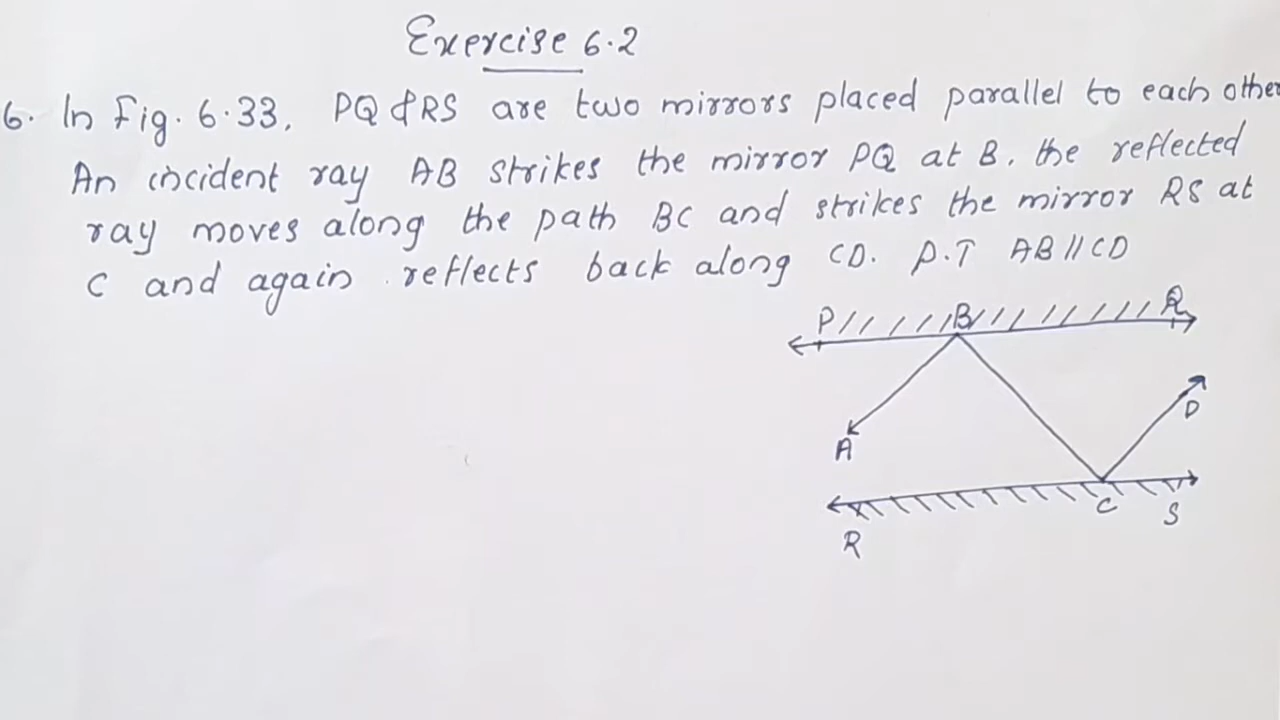 Exercise 6.2
6. In Fig. 6.33, PQ & RS are two mirrors placed parallel to each other
An incident ray AB strikes the mirror PQ at B, the reflected
ray moves along the path BC and strikes the mirror RS at
C and again reflects back along CD. P.T AB // CD
P B Q
D
A
C S
R